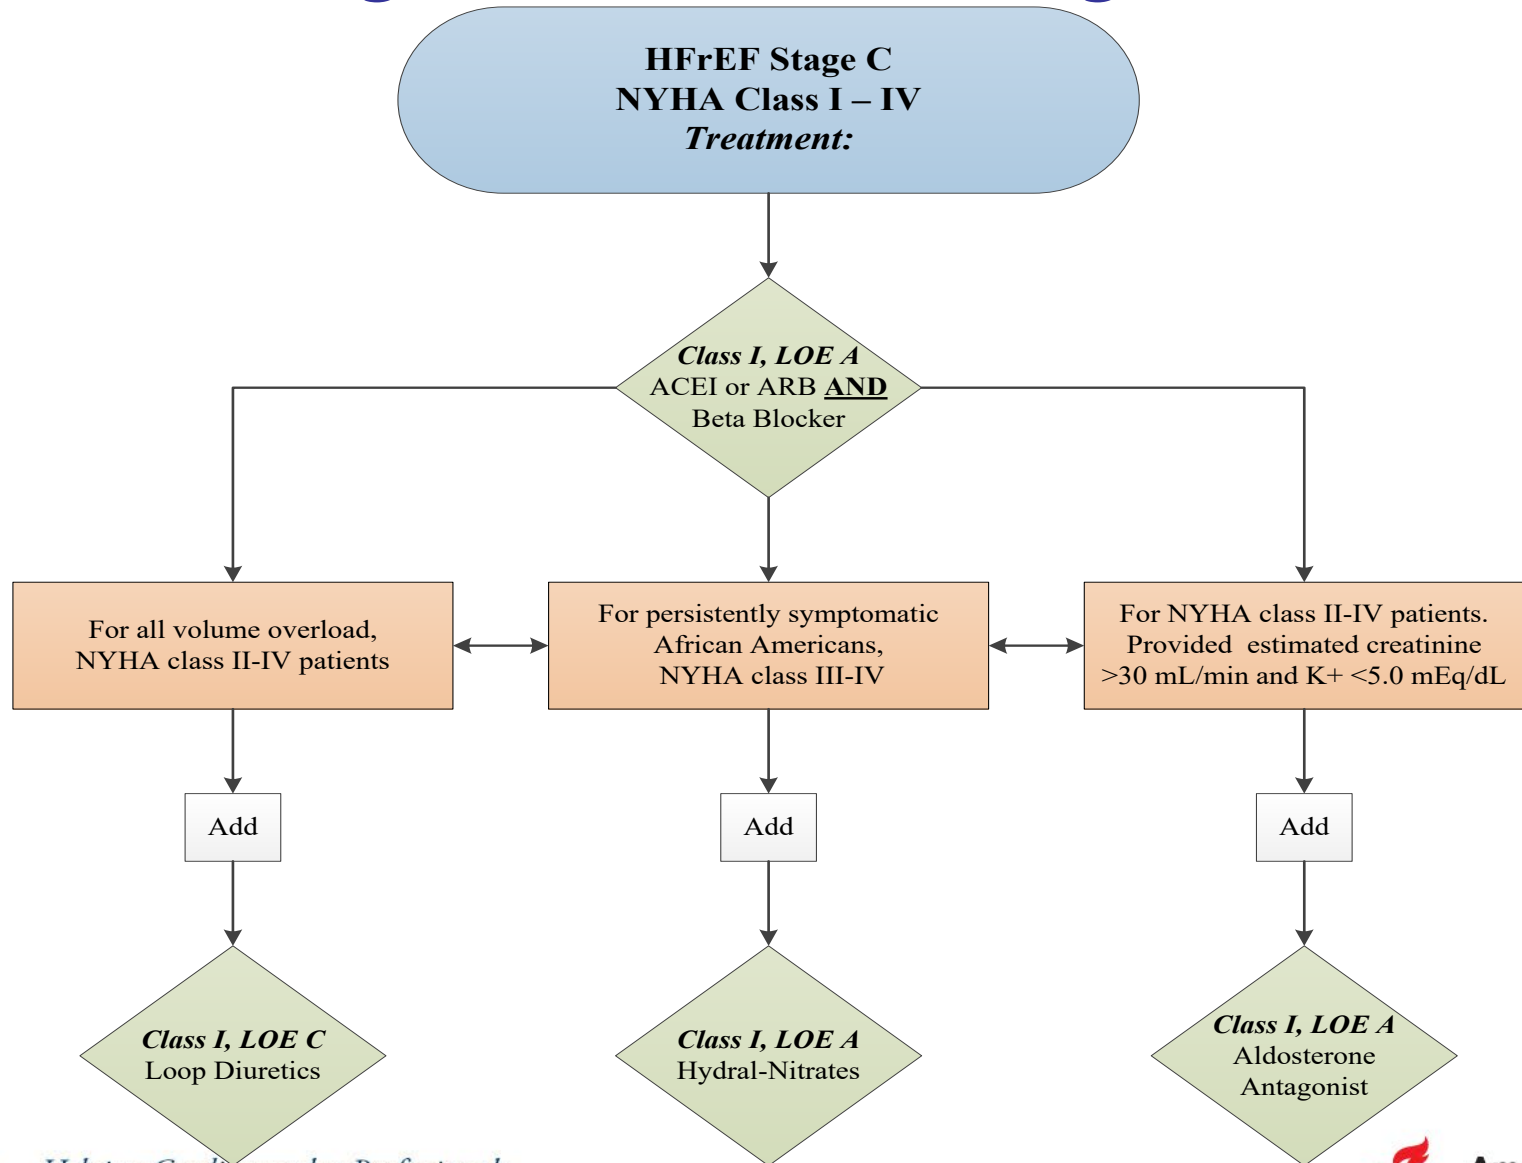 HFrEF Stage C
NYHA Class I – IV
Treatment:
Class I, LOE A
ACEI or ARB AND
Beta Blocker
For all volume overload,
NYHA class II-IV patients
For persistently symptomatic
African Americans,
NYHA class III-IV
For NYHA class II-IV patients.
Provided estimated creatinine
>30 mL/min and K+ <5.0 mEq/dL
Add
Add
Add
Class I, LOE C
Loop Diuretics
Class I, LOE A
Hydral-Nitrates
Class I, LOE A
Aldosterone
Antagonist